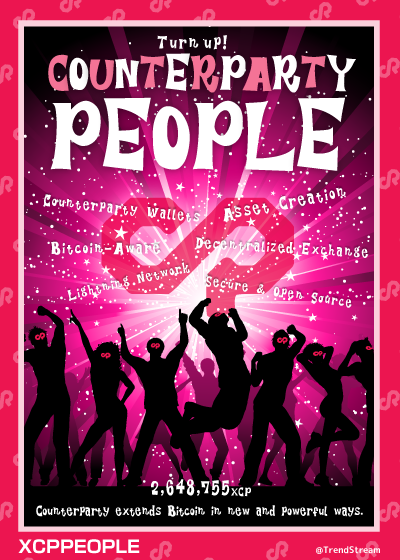 Turn up!
COUNTERPARTY
PEOPLE
Counterparty Wallets
Asset Creation
Bitcoin-Aware
Decentralized Exchange
Lightning Network
Secure & Open Source
2,648,755XCP
Counterparty extends Bitcoin in new and powerful ways.
XCPPEOPLE
@TrendStream